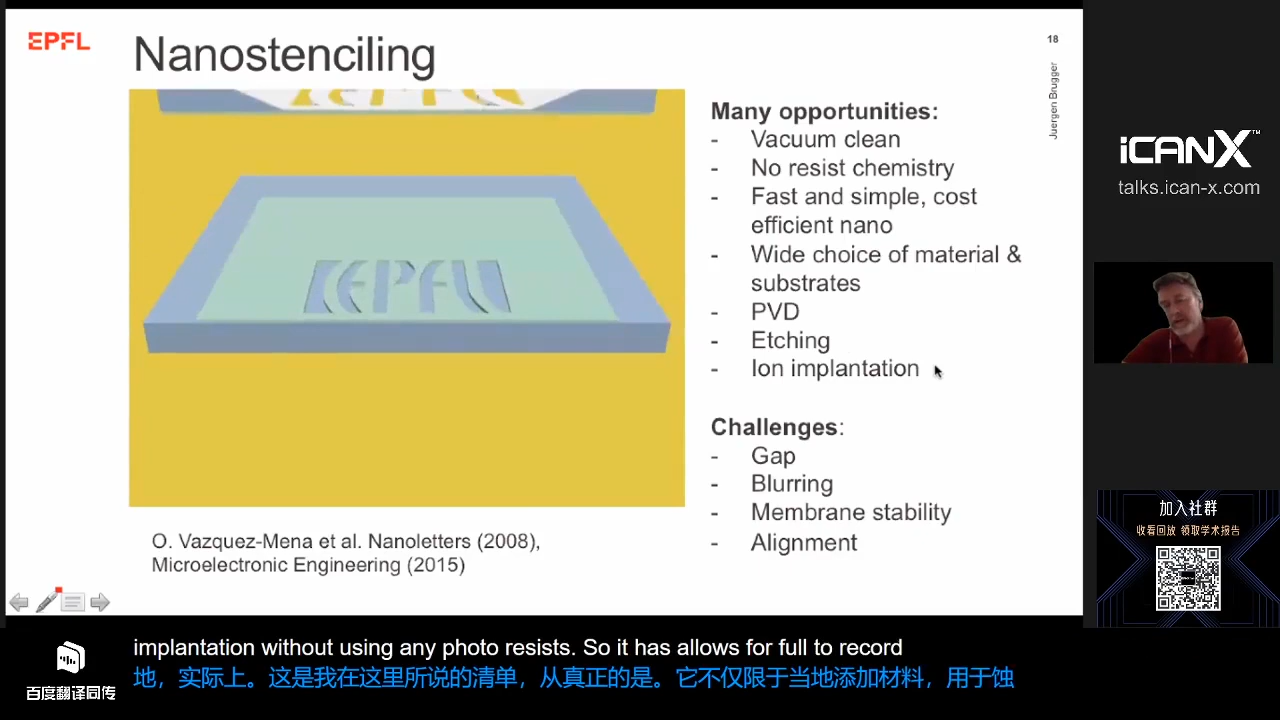 EPFL
Nanostenciling
18
Juergen Brugger
EPFL
EPFL
Many opportunities:
- Vacuum clean
- No resist chemistry
- Fast and simple, cost
efficient nano
- Wide choice of material &
substrates
- PVD
- Etching
- Ion implantation
Challenges:
- Gap
- Blurring
- Membrane stability
- Alignment
O. Vazquez-Mena et al. Nanoletters (2008),
Microelectronic Engineering (2015)
iCANX™
talks.ican-x.com
加入社群
收看回放 领取学术报告
百度翻译同传
implantation without using any photo resists. So it has allows for full to record
地，实际上。这是我在这里所说的清单，从真正的是。它不仅限于当地添加材料，用于蚀